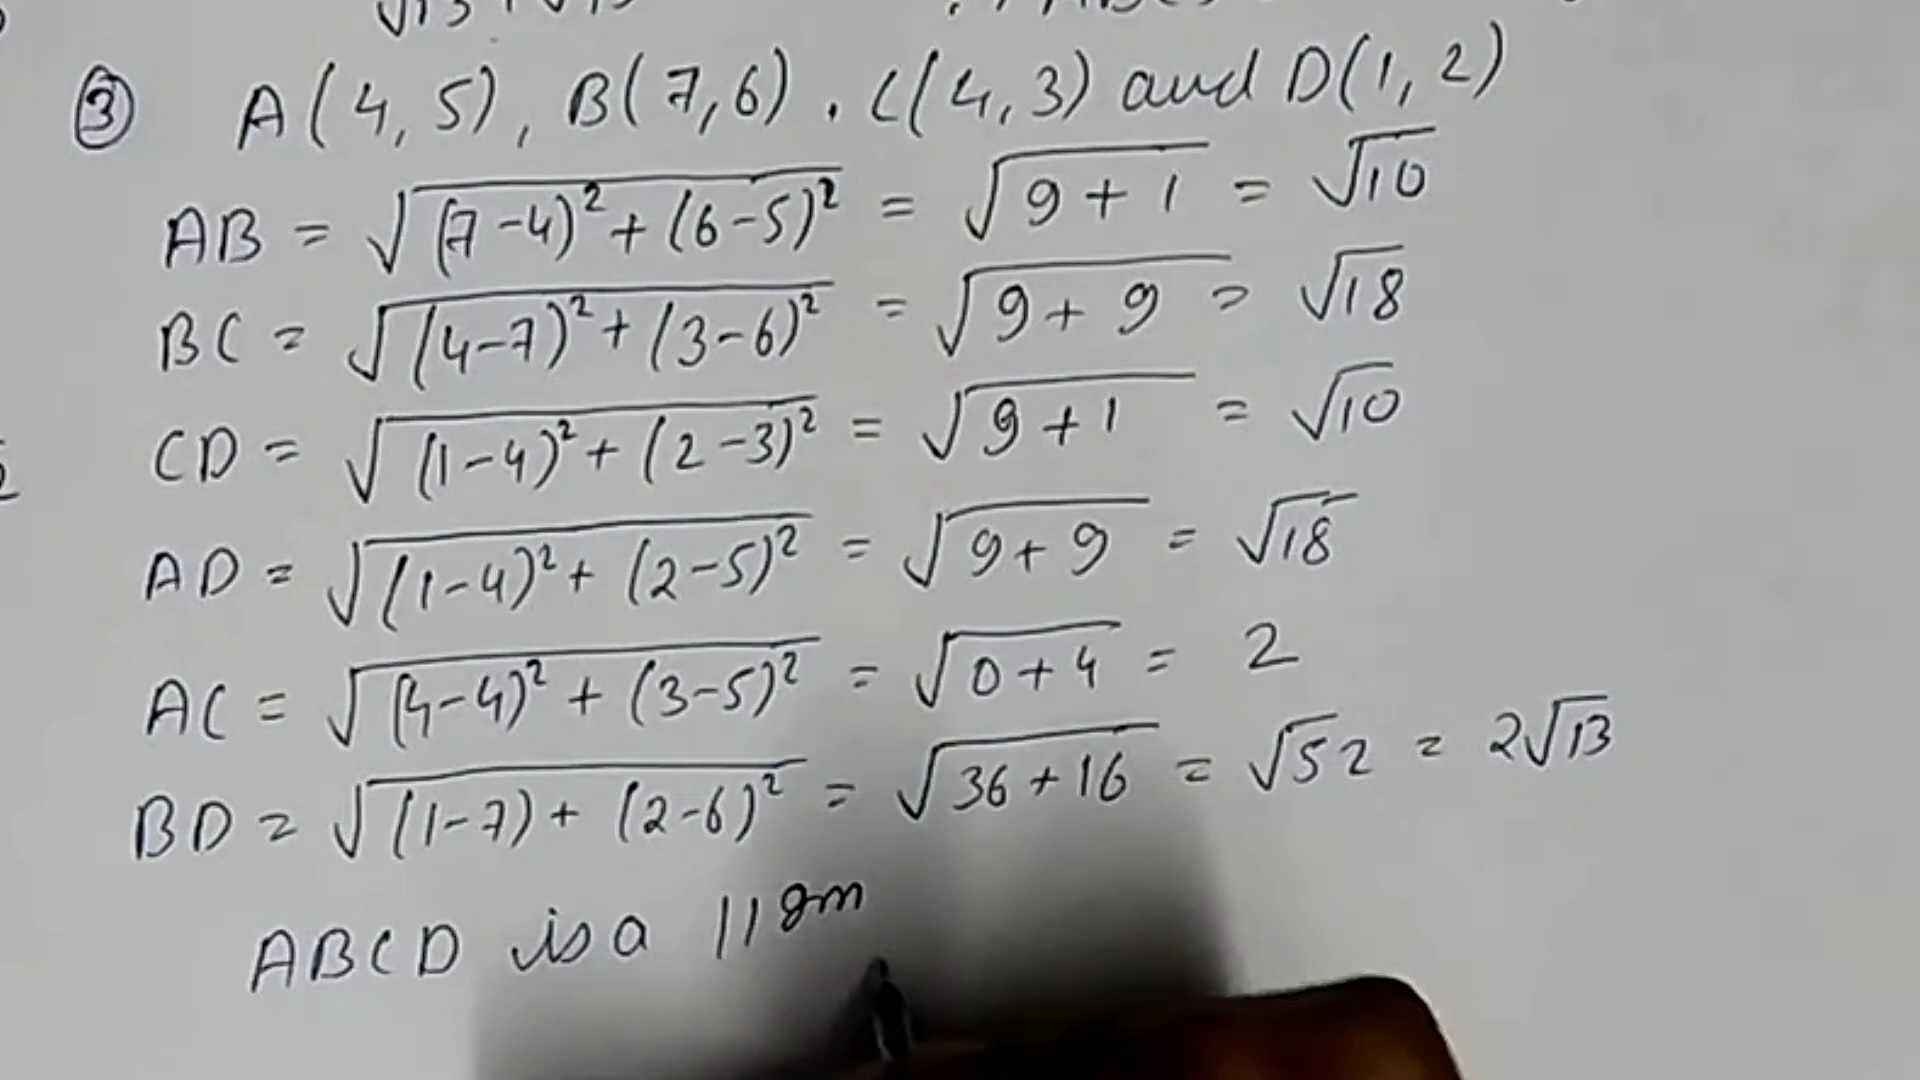 ③ A(4,5), B(7,6). C(4,3) and D(1,2)
AB = √(7-4)² + (6-5)² = √9+1 = √10
BC = √(4-7)² + (3-6)² = √9+9 = √18
CD = √(1-4)² + (2-3)² = √9+1 = √10
AD = √(1-4)² + (2-5)² = √9+9 = √18
AC = √(4-4)² + (3-5)² = √0+4 = 2
BD = √(1-7) + (2-6)² = √36+16 = √52 = 2√13
ABCD is a ||gm